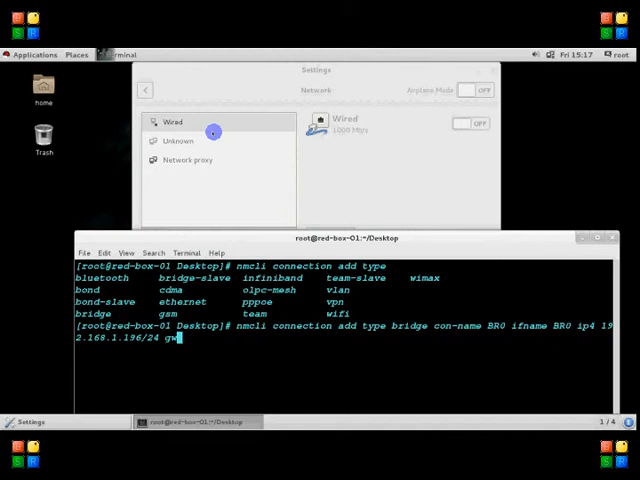 B
S R
B
S R
Applications Places Terminal
Fri 15:17 root
Settings
Network
Airplane Mode OFF
home
Trash
Wired
Unknown
Network proxy
Wired
1000 Mb/s
OFF
root@red-box-01:~/Desktop
File Edit View Search Terminal Help
[root@red-box-01 Desktop]# nmcli connection add type
bluetooth bridge-slave infiniband team-slave wimax
bond cdma olpc-mesh vlan
bond-slave ethernet pppoe vpn
bridge gsm team wifi
[root@red-box-01 Desktop]# nmcli connection add type bridge con-name BR0 ifname BR0 ip4 19
2.168.1.196/24 gw
Settings
root@red-box-01:~/Desktop
1 / 4
B
S R
B
S R